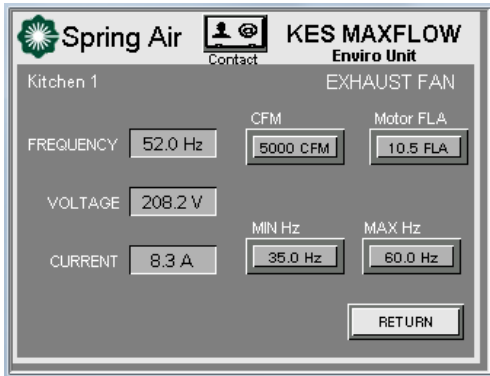 Spring Air
Contact
KES MAXFLOW
Enviro Unit
Kitchen 1
EXHAUST FAN
FREQUENCY 52.0 Hz
VOLTAGE 208.2 V
CURRENT 8.3 A
CFM
5000 CFM
Motor FLA
10.5 FLA
MIN Hz
35.0 Hz
MAX Hz
60.0 Hz
RETURN